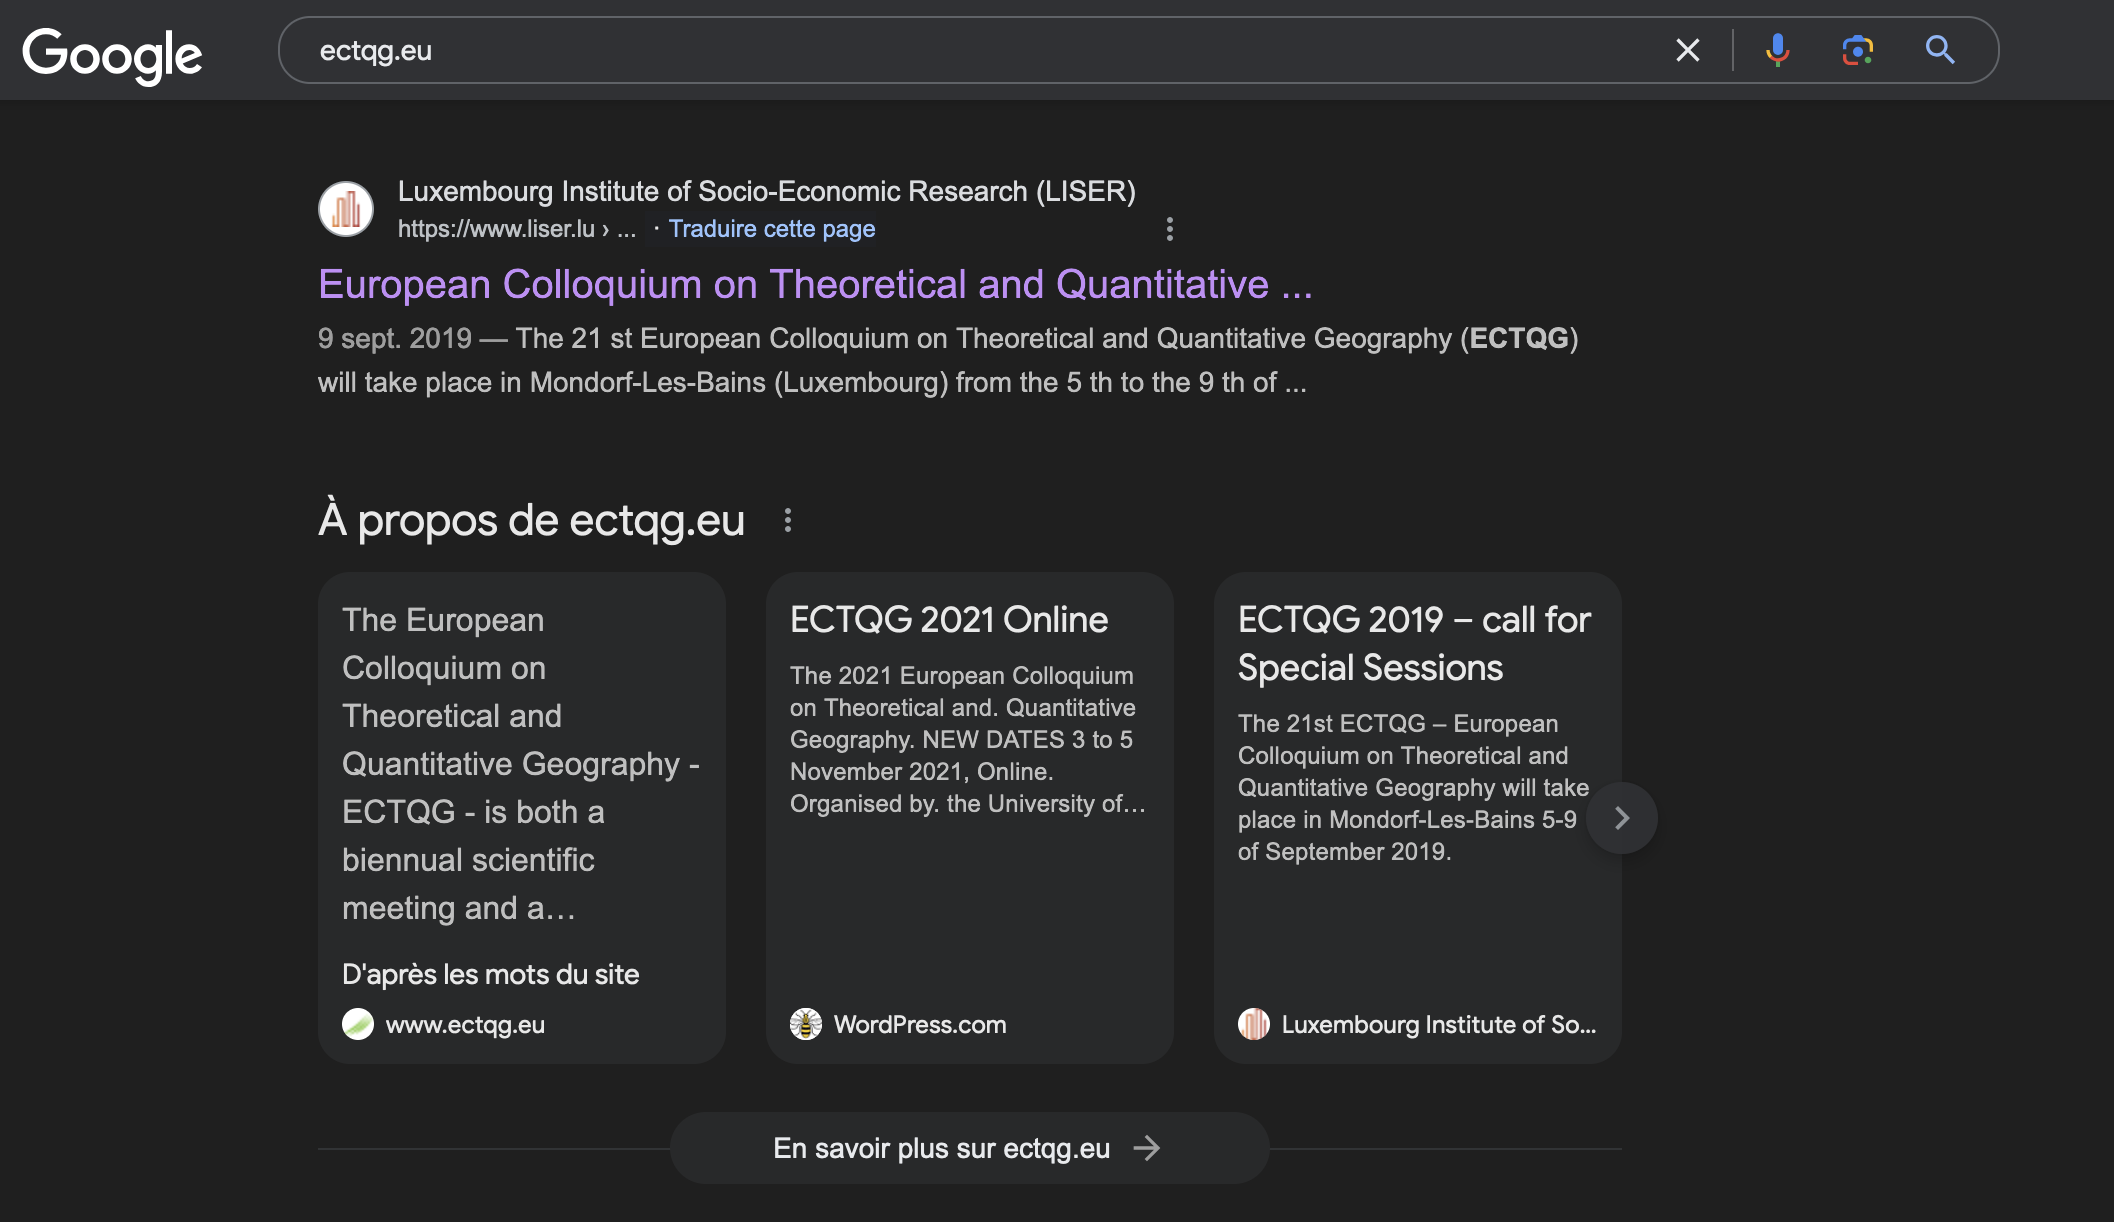 Google
ectqg.eu
Luxembourg Institute of Socio-Economic Research (LISER)
https://www.liser.lu › ... · Traduire cette page
European Colloquium on Theoretical and Quantitative ...
9 sept. 2019 — The 21 st European Colloquium on Theoretical and Quantitative Geography (ECTQG)
will take place in Mondorf-Les-Bains (Luxembourg) from the 5 th to the 9 th of ...
À propos de ectqg.eu
The European
Colloquium on
Theoretical and
Quantitative Geography -
ECTQG - is both a
biennual scientific
meeting and a…
D'après les mots du site
www.ectqg.eu
ECTQG 2021 Online
The 2021 European Colloquium
on Theoretical and. Quantitative
Geography. NEW DATES 3 to 5
November 2021, Online.
Organised by. the University of…
WordPress.com
ECTQG 2019 – call for
Special Sessions
The 21st ECTQG – European
Colloquium on Theoretical and
Quantitative Geography will take
place in Mondorf-Les-Bains 5-9
of September 2019.
Luxembourg Institute of So...
En savoir plus sur ectqg.eu